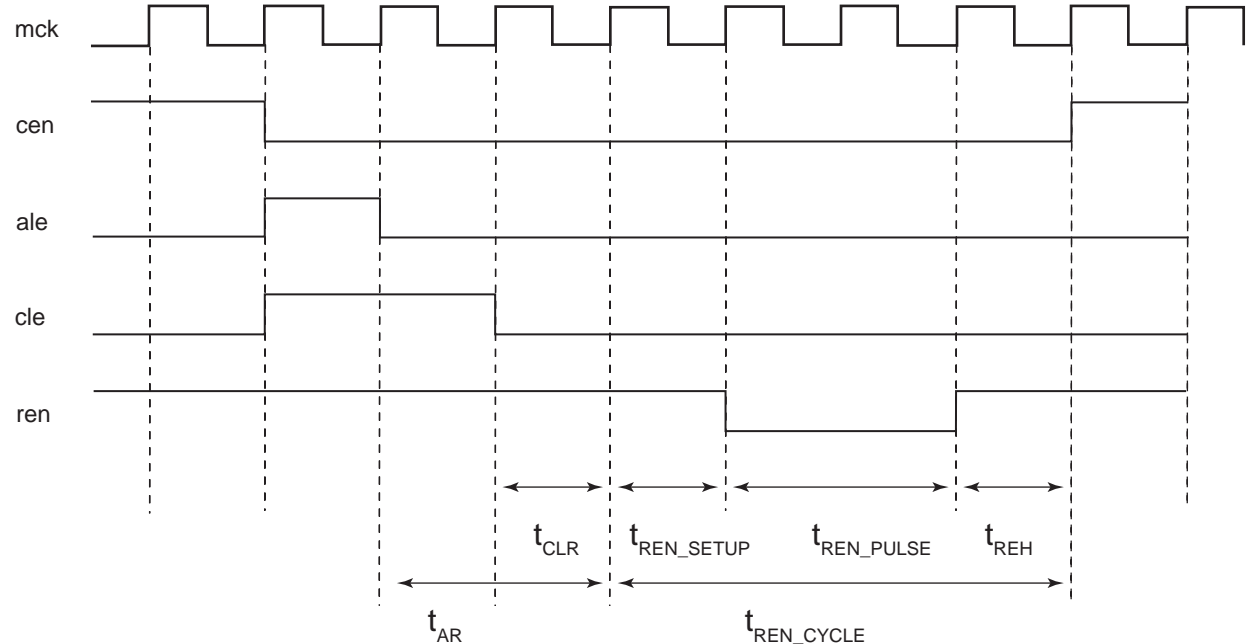 mck
cen
ale
cle
ren
tCLR
tREN_SETUP
tREN_PULSE
tREH
tAR
tREN_CYCLE